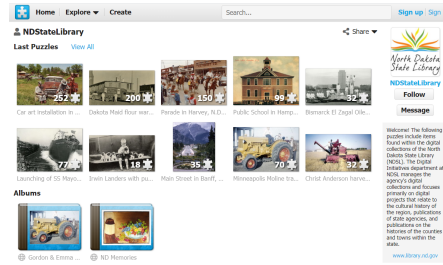 Home Explore Create Search... Sign up Sign
NDStateLibrary Share
Last Puzzles View All
252 200 150 99 32
Car art installation in ... Dakota Maid flour war... Parade in Harvey, N.D... Public School in Hamp... Bismarck El Zagal Oile...
77 18 35 70 32
Launching of SS Mayo... Irwin Landers with pu... Main Street in Banff, ... Minneapolis Moline tra... Christ Anderson harve...
Albums
Gordon & Emma ... ND Memories
North Dakota
State Library
NDStateLibrary
Follow
Message
Welcome! The following
puzzles include items
found within the digital
collections of the North
Dakota State Library
(NDSL). The Digital
Initiatives department at
NDSL manages the
agency's digital
collections and focuses
primarily on digital
projects that relate to
the cultural history of
the region, publications
of state agencies, and
publications on the
histories of the counties
and towns within the
state.
www.library.nd.gov